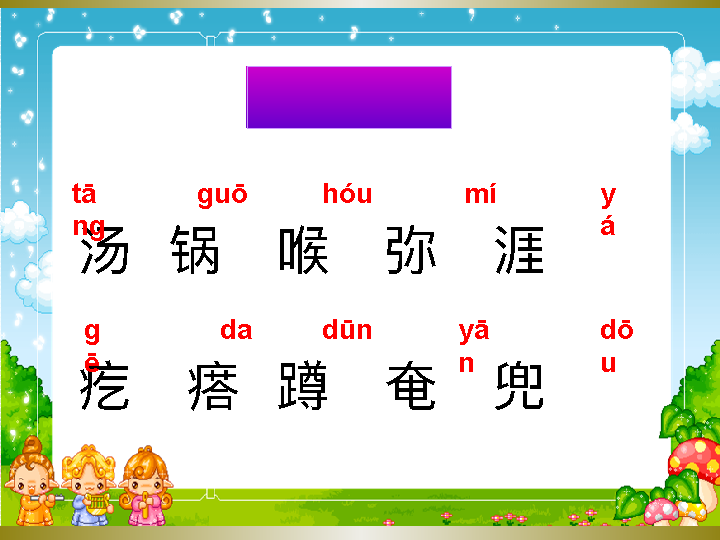 tāng guō hóu mí yá
汤 锅 喉 弥 涯
gē da dūn yān dōu
疙 瘩 蹲 奄 兜